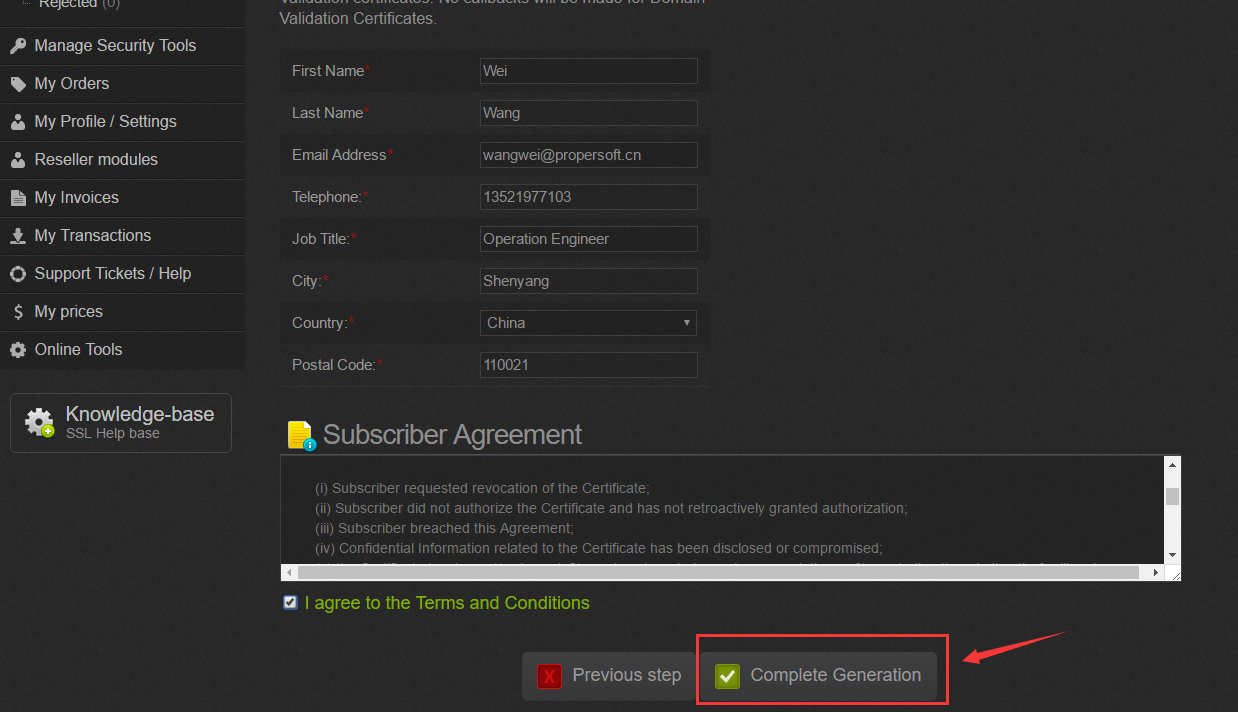 Rejected (0)
Manage Security Tools
My Orders
My Profile / Settings
Reseller modules
My Invoices
My Transactions
Support Tickets / Help
My prices
Online Tools
Knowledge-base
SSL Help base
Validation Certificates. No callbacks will be made for Domain
Validation Certificates.
First Name*
Wei
Last Name*
Wang
Email Address*
wangwei@propersoft.cn
Telephone:*
13521977103
Job Title:*
Operation Engineer
City:*
Shenyang
Country:*
China
Postal Code:*
110021
Subscriber Agreement
(i) Subscriber requested revocation of the Certificate;
(ii) Subscriber did not authorize the Certificate and has not retroactively granted authorization;
(iii) Subscriber breached this Agreement;
(iv) Confidential Information related to the Certificate has been disclosed or compromised;
I agree to the Terms and Conditions
X Previous step
Complete Generation